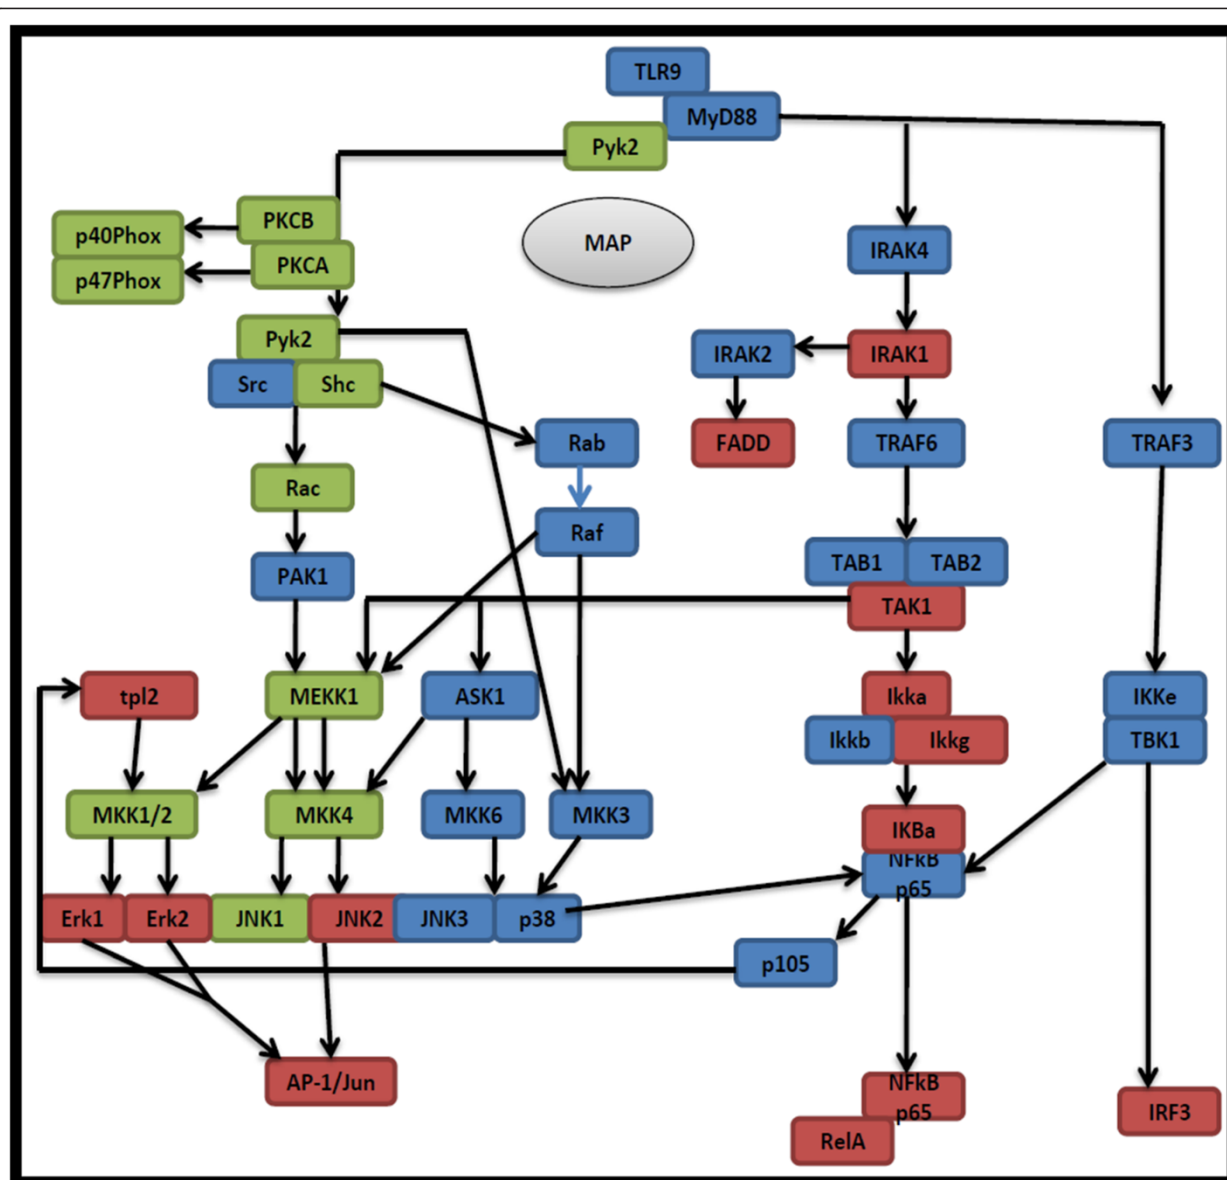 TLR9
MyD88
Pyk2
PKCB
p40Phox
PKCA
p47Phox
MAP
IRAK4
Pyk2
IRAK2
IRAK1
Src
Shc
Rab
FADD
TRAF6
TRAF3
Rac
Raf
PAK1
TAB1
TAB2
TAK1
tpl2
MEKK1
ASK1
Ikka
IKKe
Ikkb
Ikkg
TBK1
MKK1/2
MKK4
MKK6
MKK3
IKBa
NFkB
p65
Erk1
Erk2
JNK1
JNK2
JNK3
p38
p105
AP-1/Jun
NFkB
p65
IRF3
RelA